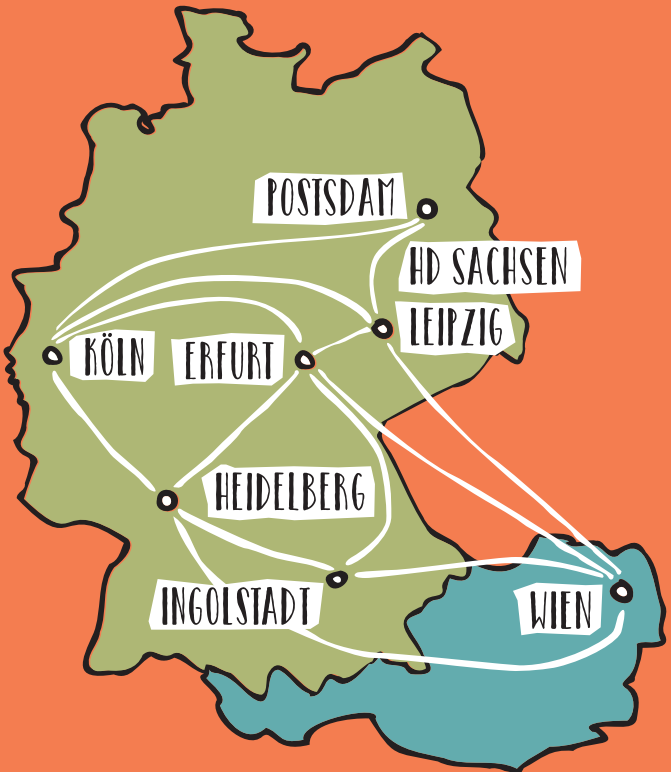 POSTSDAM
HD SACHSEN
LEIPZIG
KÖLN
ERFURT
HEIDELBERG
INGOLSTADT
WIEN